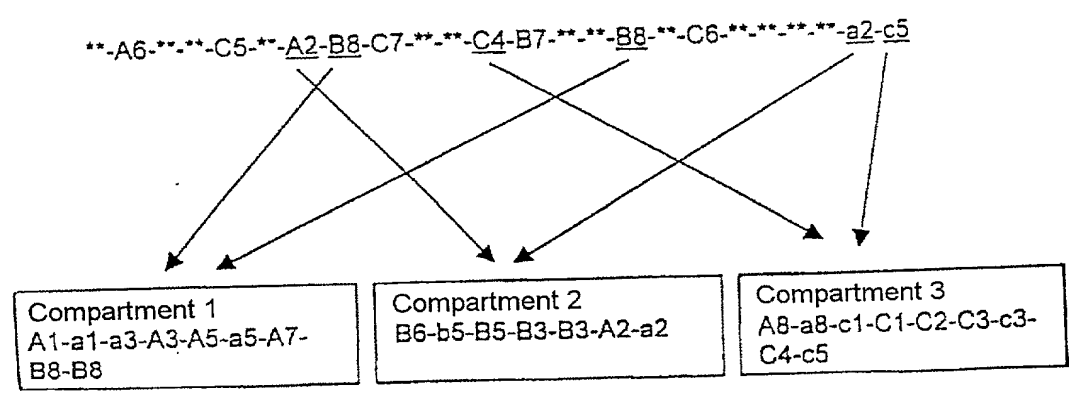 **-A6-**-**-C5-**-A2-B8-C7-**-**-C4-B7-**-**-B8-**-C6-**-**-**-**-a2-c5
Compartment 1
A1-a1-a3-A3-A5-a5-A7-
B8-B8
Compartment 2
B6-b5-B5-B3-B3-A2-a2
Compartment 3
A8-a8-c1-C1-C2-C3-c3-
C4-c5